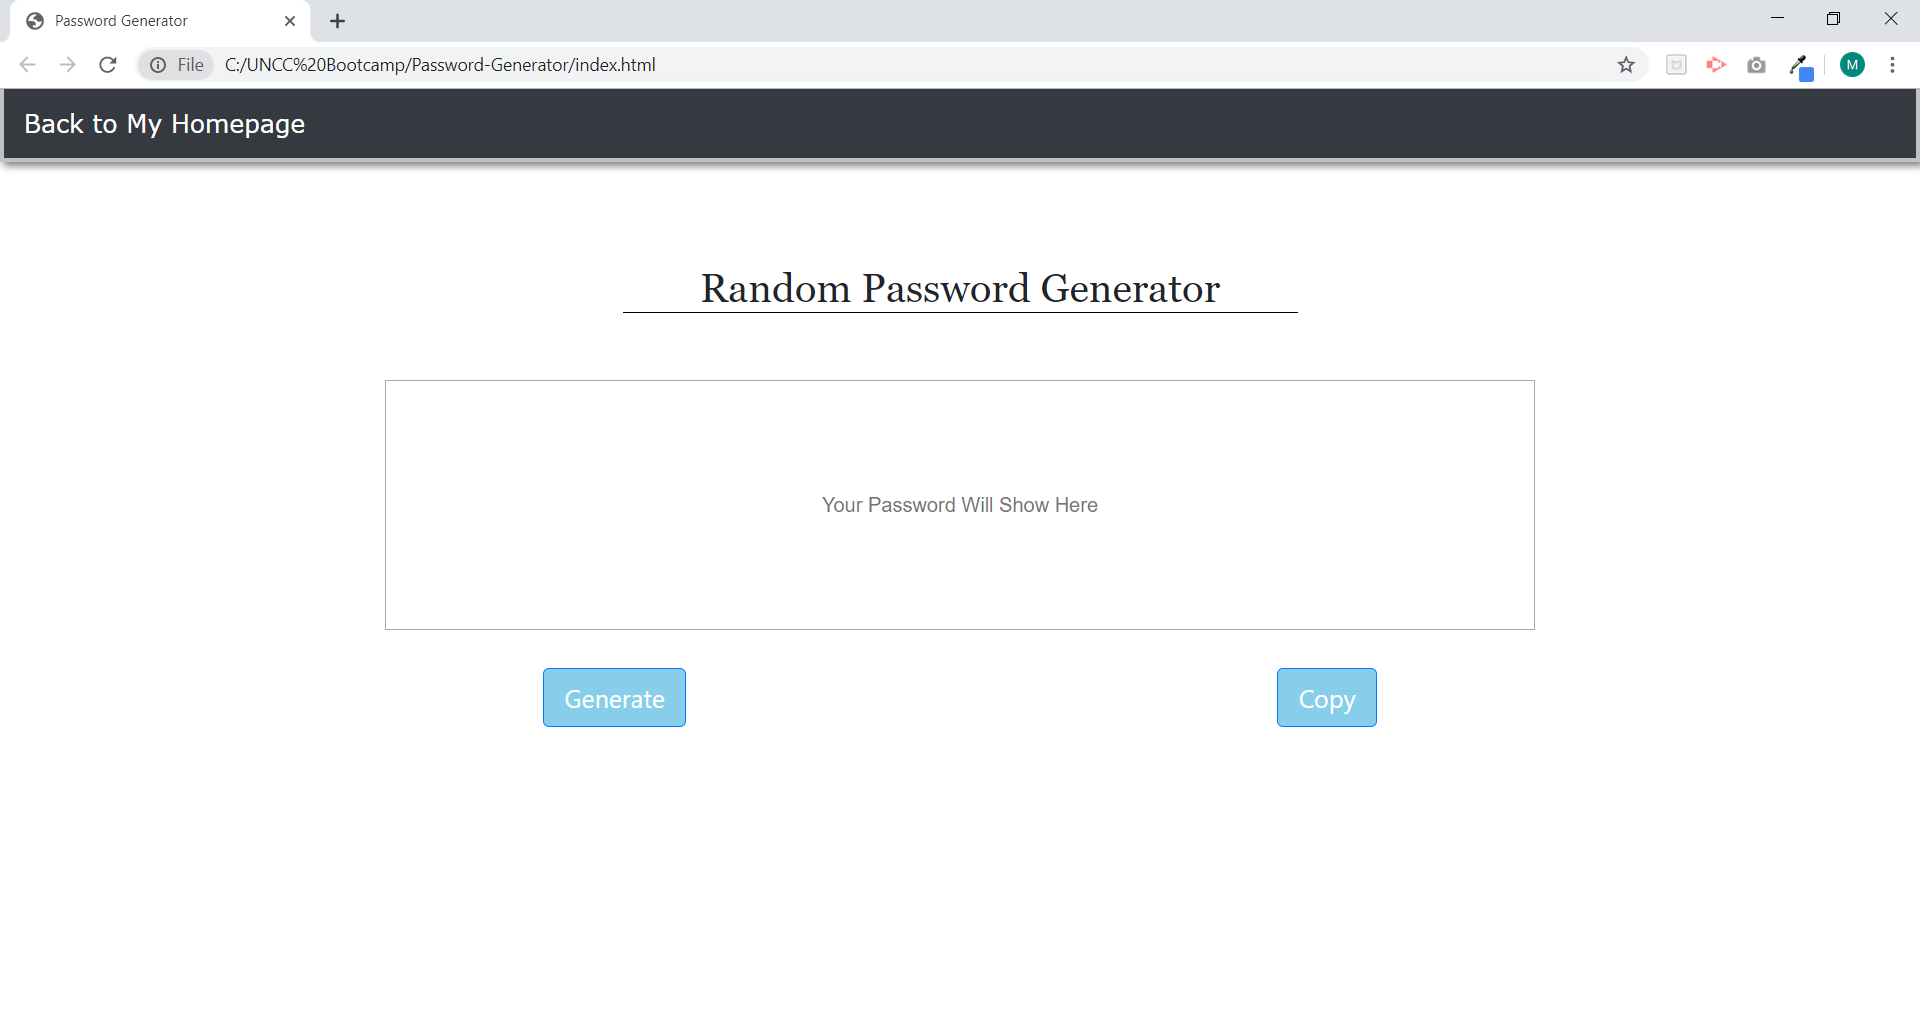 Password Generator
File C:/UNCC%20Bootcamp/Password-Generator/index.html
M
Back to My Homepage
Random Password Generator
Your Password Will Show Here
Generate
Copy